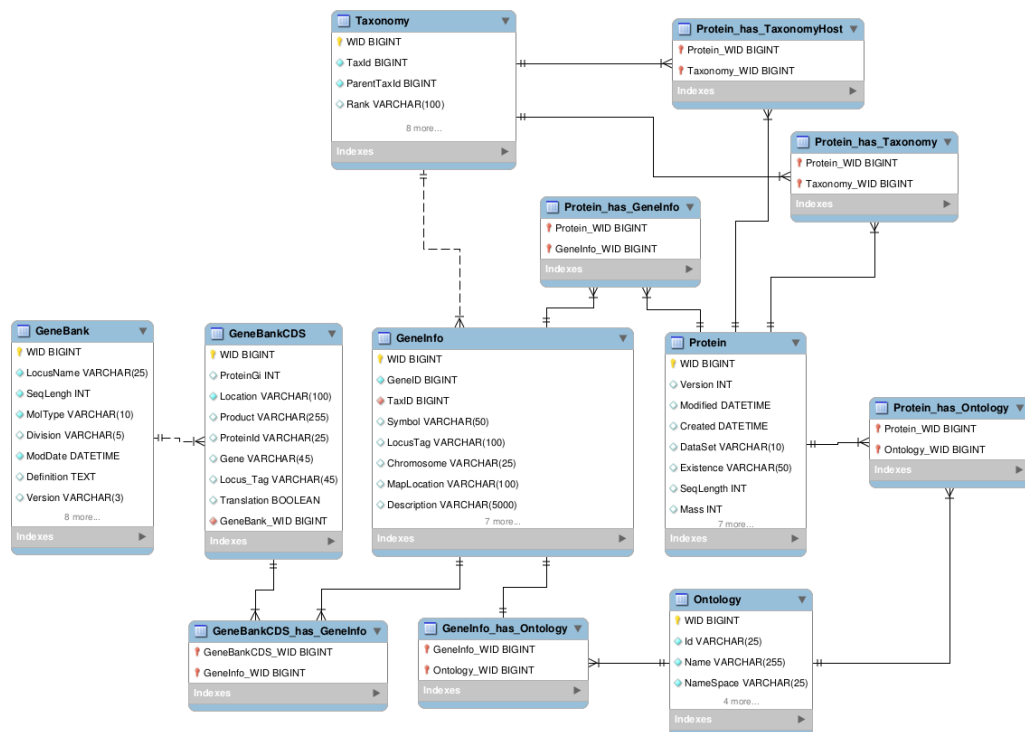 Taxonomy
WID BIGINT
TaxId BIGINT
ParentTaxId BIGINT
Rank VARCHAR(100)
8 more...
Indexes
Protein_has_TaxonomyHost
Protein_WID BIGINT
Taxonomy_WID BIGINT
Indexes
Protein_has_Taxonomy
Protein_WID BIGINT
Taxonomy_WID BIGINT
Indexes
Protein_has_GeneInfo
Protein_WID BIGINT
GeneInfo_WID BIGINT
Indexes
GeneBank
WID BIGINT
LocusName VARCHAR(25)
SeqLengh INT
MolType VARCHAR(10)
Division VARCHAR(5)
ModDate DATETIME
Definition TEXT
Version VARCHAR(3)
8 more...
Indexes
GeneBankCDS
WID BIGINT
ProteinGi INT
Location VARCHAR(100)
Product VARCHAR(255)
ProteinId VARCHAR(25)
Gene VARCHAR(45)
Locus_Tag VARCHAR(45)
Translation BOOLEAN
GeneBank_WID BIGINT
Indexes
GeneInfo
WID BIGINT
GeneID BIGINT
TaxID BIGINT
Symbol VARCHAR(50)
LocusTag VARCHAR(100)
Chromosome VARCHAR(25)
MapLocation VARCHAR(100)
Description VARCHAR(5000)
7 more...
Indexes
Protein
WID BIGINT
Version INT
Modified DATETIME
Created DATETIME
DataSet VARCHAR(10)
Existence VARCHAR(50)
SeqLength INT
Mass INT
7 more...
Indexes
Protein_has_Ontology
Protein_WID BIGINT
Ontology_WID BIGINT
Indexes
GeneBankCDS_has_GeneInfo
GeneBankCDS_WID BIGINT
GeneInfo_WID BIGINT
Indexes
GeneInfo_has_Ontology
GeneInfo_WID BIGINT
Ontology_WID BIGINT
Indexes
Ontology
WID BIGINT
Id VARCHAR(25)
Name VARCHAR(255)
NameSpace VARCHAR(25)
4 more...
Indexes